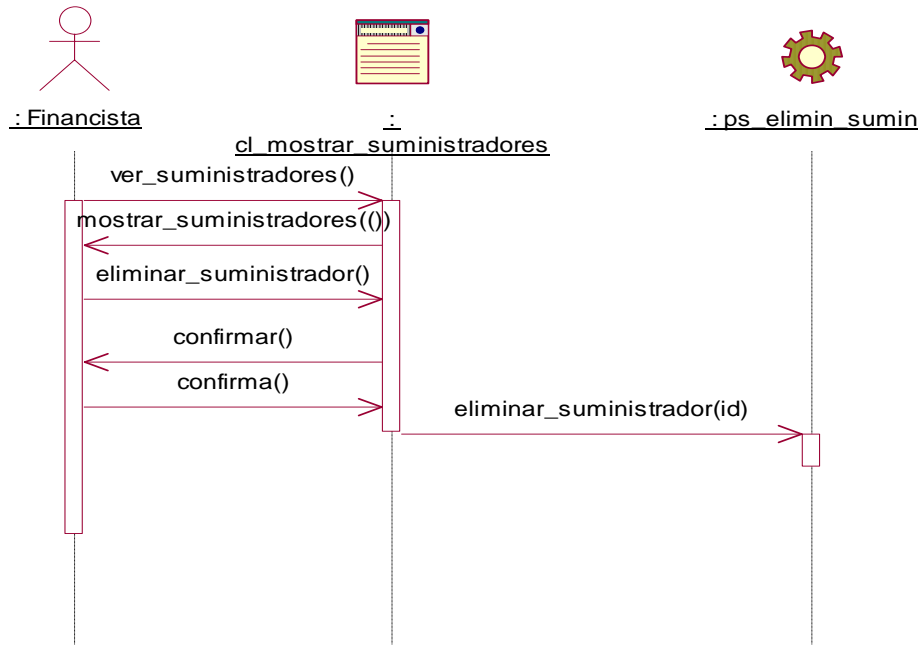 : Financista
:
cl_mostrar_suministradores
: ps_elimin_sumin
ver_suministradores()
mostrar_suministradores(())
eliminar_suministrador()
confirmar()
confirma()
eliminar_suministrador(id)